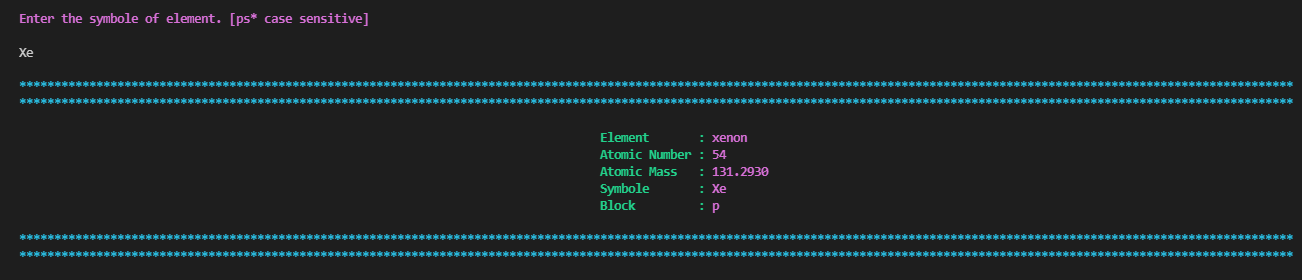 Enter the symbole of element. [ps* case sensitive]
Xe
**************************************************************************************************************************************************************************************
**************************************************************************************************************************************************************************************
Element : xenon
Atomic Number : 54
Atomic Mass : 131.2930
Symbole : Xe
Block : p
**************************************************************************************************************************************************************************************
**************************************************************************************************************************************************************************************